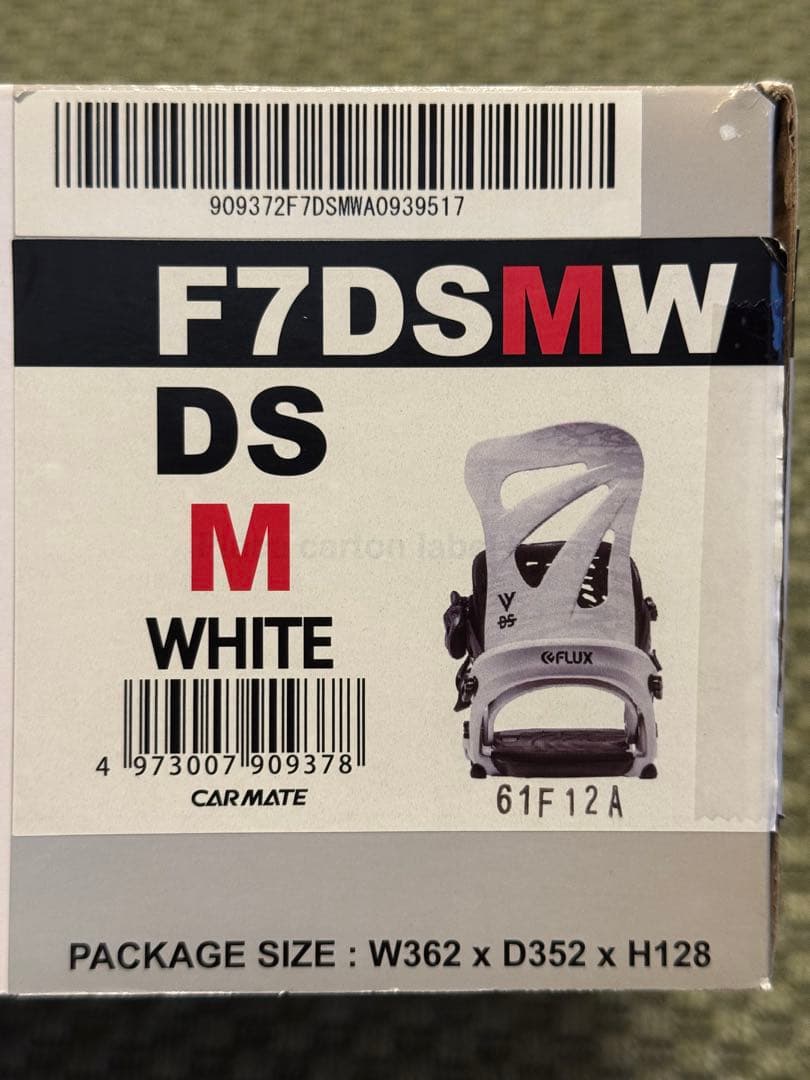 909372F7DSMWA0939517
F7DSMW
DS
M
WHITE
DS
FLUX
4 973007 909378
CARMATE
61F12A
PACKAGE SIZE : W362 x D352 x H128